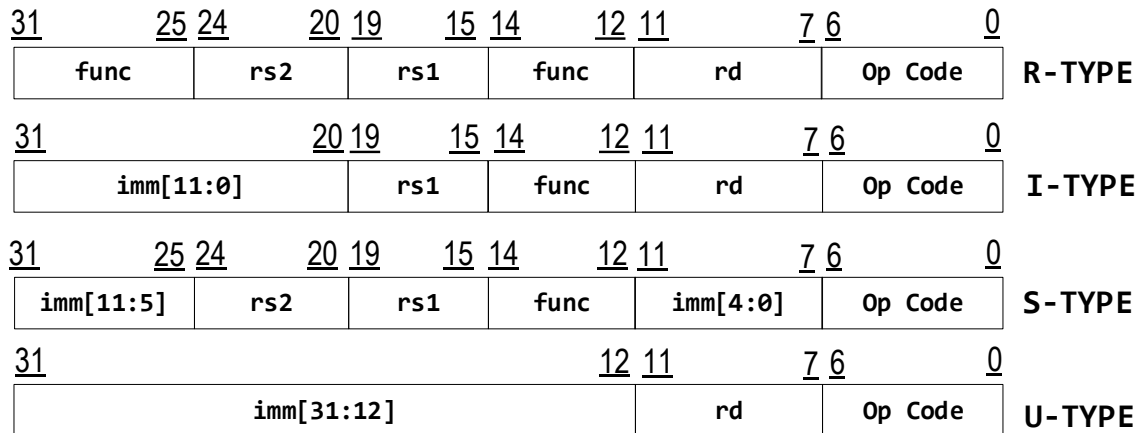 31 25 24 20 19 15 14 12 11 7 6 0
func rs2 rs1 func rd Op Code R-TYPE
31 20 19 15 14 12 11 7 6 0
imm[11:0] rs1 func rd Op Code I-TYPE
31 25 24 20 19 15 14 12 11 7 6 0
imm[11:5] rs2 rs1 func imm[4:0] Op Code S-TYPE
31 12 11 7 6 0
imm[31:12] rd Op Code U-TYPE